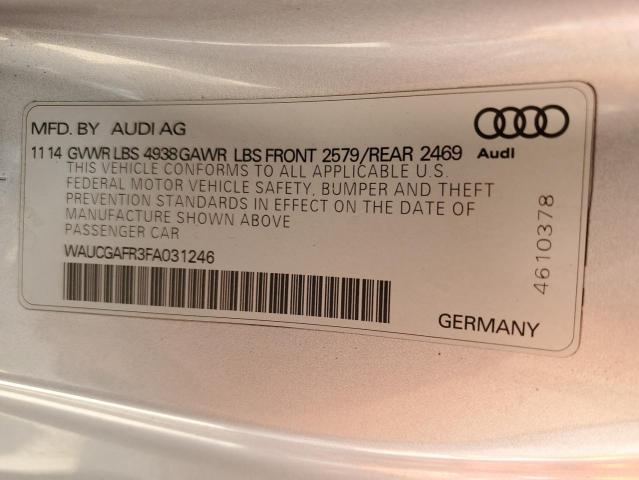 MFD. BY AUDI AG
11 14 GVWR LBS 4938 GAWR LBS FRONT 2579/REAR 2469
Audi
THIS VEHICLE CONFORMS TO ALL APPLICABLE U.S.
FEDERAL MOTOR VEHICLE SAFETY, BUMPER AND THEFT
PREVENTION STANDARDS IN EFFECT ON THE DATE OF
MANUFACTURE SHOWN ABOVE
PASSENGER CAR
WAUCGAFR3FA031246
4610378
GERMANY